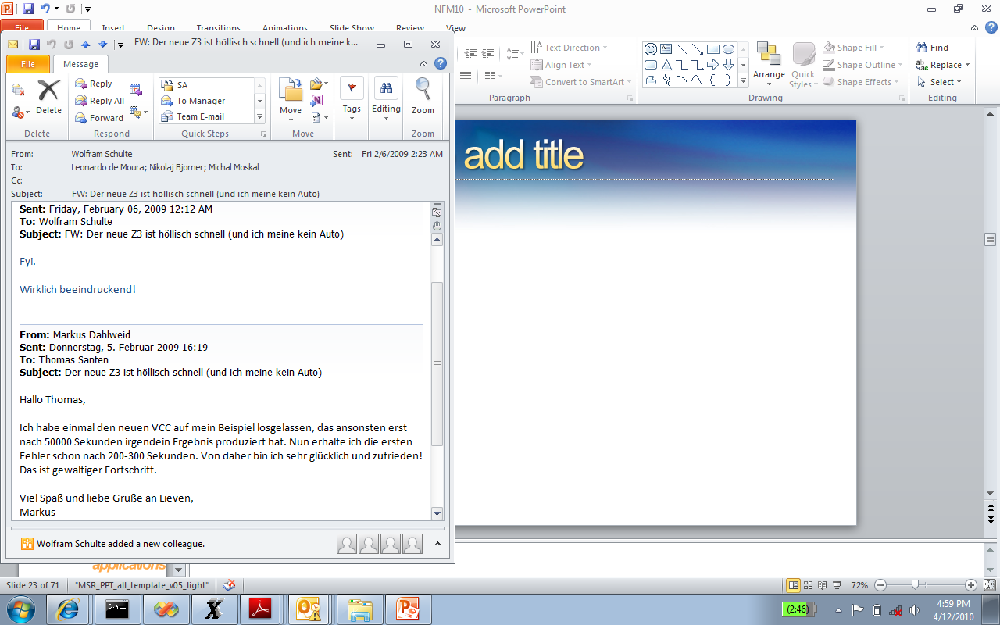 NFM10 - Microsoft PowerPoint
File Home Insert Design Transitions Animations Slide Show Review View
FW: Der neue Z3 ist höllisch schnell (und ich meine k...
File Message
Delete
Reply
Reply All
Forward
SA
To Manager
Team E-mail
Move
Tags
Editing
Zoom
Delete Respond Quick Steps Move Zoom
Text Direction
Align Text
Convert to SmartArt
Paragraph
Arrange
Quick Styles
Shape Fill
Shape Outline
Shape Effects
Drawing
Find
Replace
Select
Editing
From: Wolfram Schulte Sent: Fri 2/6/2009 2:23 AM
To: Leonardo de Moura; Nikolaj Bjorner; Michal Moskal
Cc:
Subject: FW: Der neue Z3 ist höllisch schnell (und ich meine kein Auto)
Sent: Friday, February 06, 2009 12:12 AM
To: Wolfram Schulte
Subject: FW: Der neue Z3 ist höllisch schnell (und ich meine kein Auto)
Fyi.
Wirklich beeindruckend!
From: Markus Dahlweid
Sent: Donnerstag, 5. Februar 2009 16:19
To: Thomas Santen
Subject: Der neue Z3 ist höllisch schnell (und ich meine kein Auto)
Hallo Thomas,
Ich habe einmal den neuen VCC auf mein Beispiel losgelassen, das ansonsten erst
nach 50000 Sekunden irgendein Ergebnis produziert hat. Nun erhalte ich die ersten
Fehler schon nach 200-300 Sekunden. Von daher bin ich sehr glücklich und zufrieden!
Das ist gewaltiger Fortschritt.
Viel Spaß und liebe Grüße an Lieven,
Markus
Wolfram Schulte added a new colleague.
add title
applications
Slide 23 of 71 "MSR_PPT_all_template_v05_light" 72%
(2:46)
4:59 PM
4/12/2010